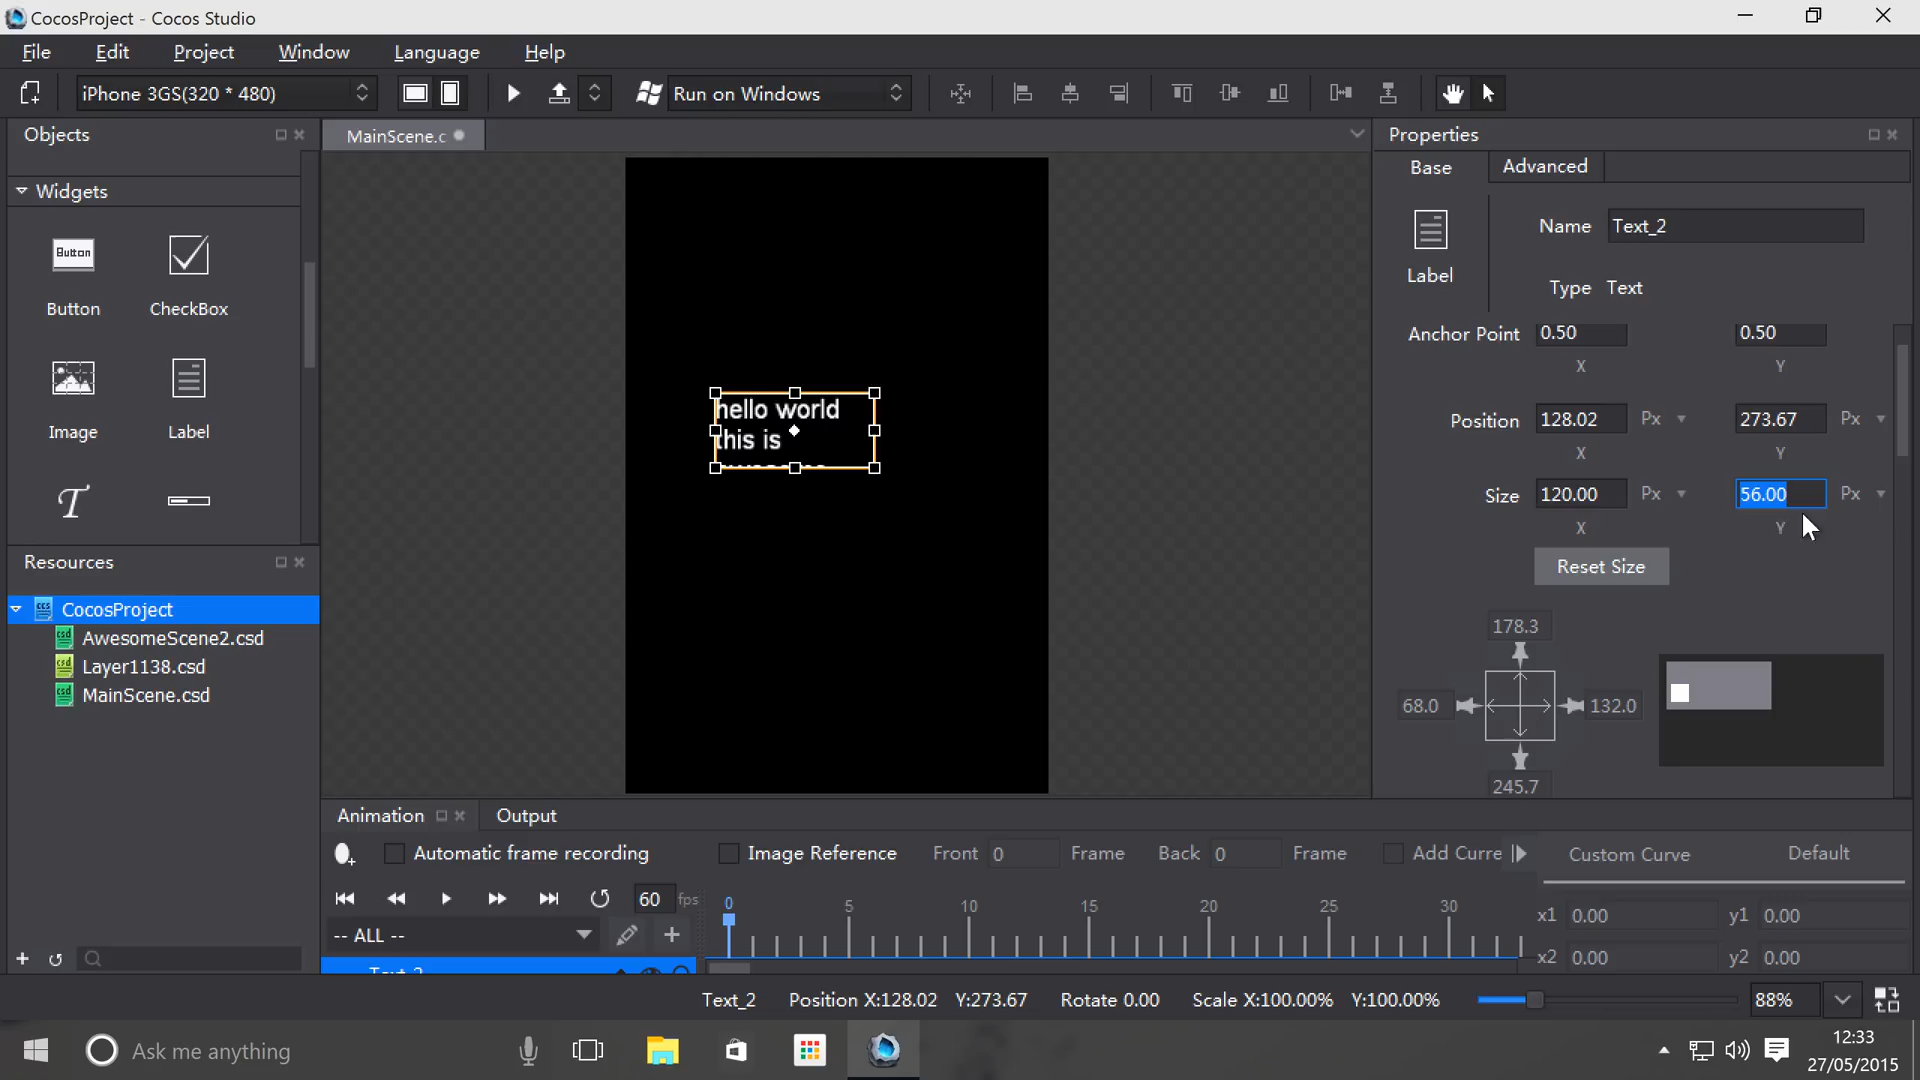 CocosProject - Cocos Studio
File Edit Project Window Language Help
iPhone 3GS(320 * 480) Run on Windows
Objects
MainScene.c
Properties
Base Advanced
Widgets
Button
Button
CheckBox
Image
Label
Resources
CocosProject
AwesomeScene2.csd
Layer1138.csd
MainScene.csd
hello world
this is
Label
Name Text_2
Type Text
Anchor Point 0.50 0.50
X Y
Position 128.02 Px 273.67 Px
X Y
Size 120.00 Px 56.00 Px
X Y
Reset Size
178.3
68.0 132.0
245.7
Animation Output
Automatic frame recording Image Reference Front 0 Frame Back 0 Frame Add Curre Custom Curve Default
60 fps 0 5 10 15 20 25 30
x1 0.00 y1 0.00
-- ALL --
x2 0.00 y2 0.00
Text_2
Text_2 Position X:128.02 Y:273.67 Rotate 0.00 Scale X:100.00% Y:100.00% 88%
Ask me anything
12:33
27/05/2015